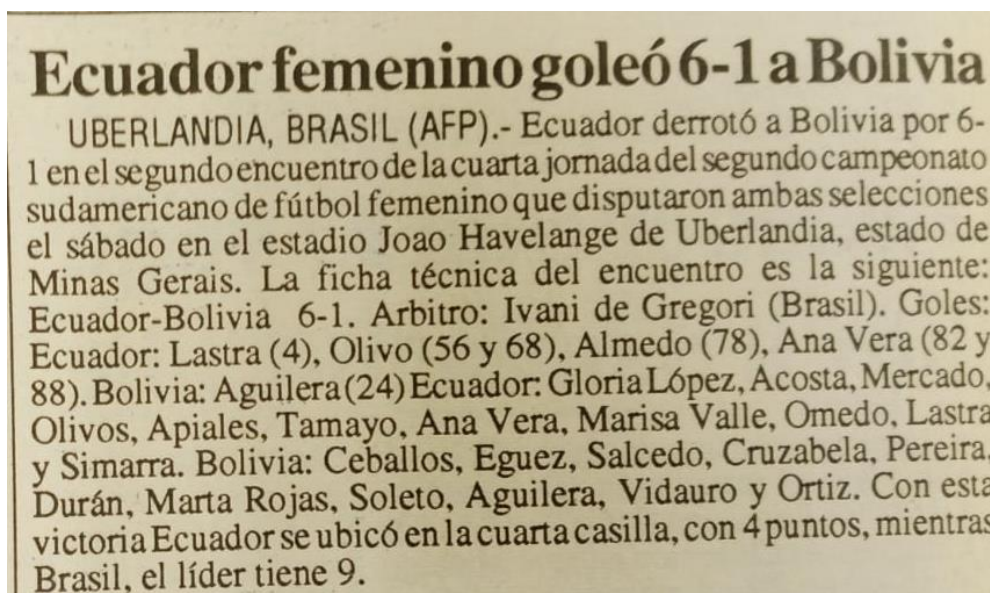 Ecuador femenino goleó 6-1 a Bolivia
UBERLANDIA, BRASIL (AFP).- Ecuador derrotó a Bolivia por 6-
1 en el segundo encuentro de la cuarta jornada del segundo campeonato
sudamericano de fútbol femenino que disputaron ambas selecciones
el sábado en el estadio Joao Havelange de Uberlandia, estado de
Minas Gerais. La ficha técnica del encuentro es la siguiente:
Ecuador-Bolivia 6-1. Arbitro: Ivani de Gregori (Brasil). Goles:
Ecuador: Lastra (4), Olivo (56 y 68), Almedo (78), Ana Vera (82 y
88). Bolivia: Aguilera (24) Ecuador: Gloria López, Acosta, Mercado,
Olivos, Apiales, Tamayo, Ana Vera, Marisa Valle, Omedo, Lastra
y Simarra. Bolivia: Ceballos, Eguez, Salcedo, Cruzabela, Pereira,
Durán, Marta Rojas, Soleto, Aguilera, Vidauro y Ortiz. Con esta
victoria Ecuador se ubicó en la cuarta casilla, con 4 puntos, mientras
Brasil, el líder tiene 9.